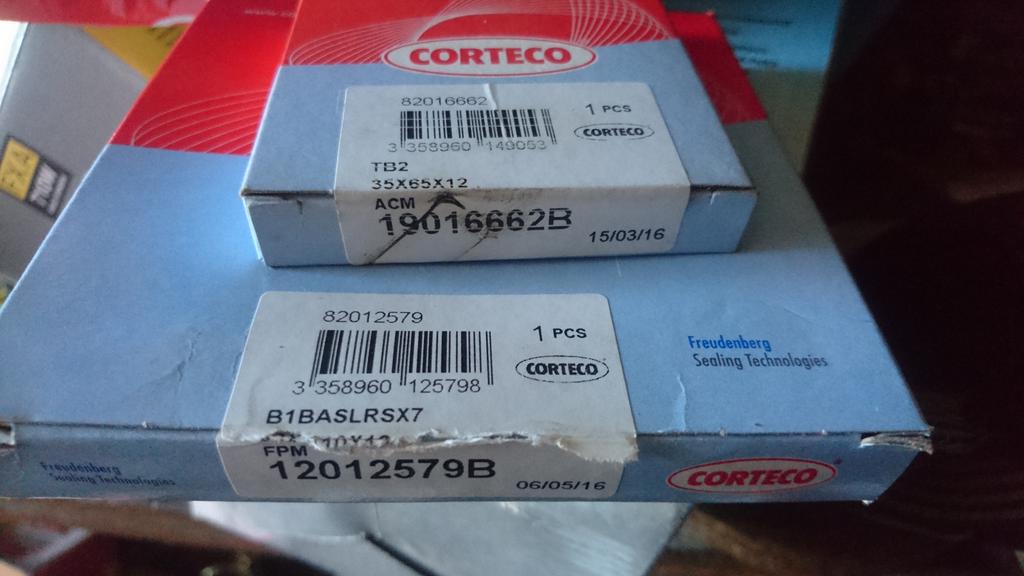 CORTECO
82016662
1 PCS
CORTECO
3 358960 149053
TB2
35X65X12
ACM
19016662B
15/03/16
82012579
1 PCS
CORTECO
3 358960 125798
B1BASLRSX7
FPM
12012579B
06/05/16
Freudenberg
Sealing Technologies
Freudenberg
Sealing Technologies
CORTECO